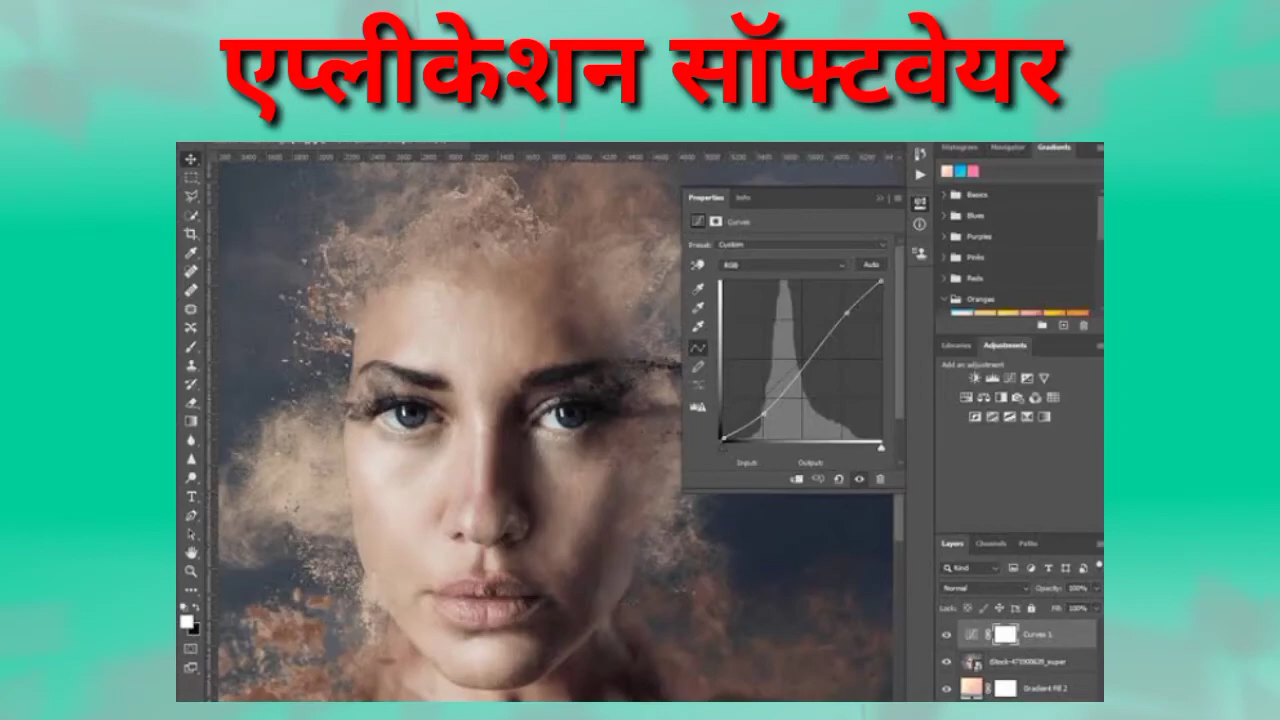 एप्लीकेशन सॉफ्टवेयर
Histogram Navigator Gradients
Properties Info
Basics
Curves
Blues
Purples
Preset: Custom
Pinks
RGB Auto
Reds
Oranges
Libraries Adjustments
Add an adjustment
Input: Output:
Layers Channels Paths
Kind
Normal Opacity: 100%
Lock: Fill: 100%
Curves 1
Gradient Fill 2